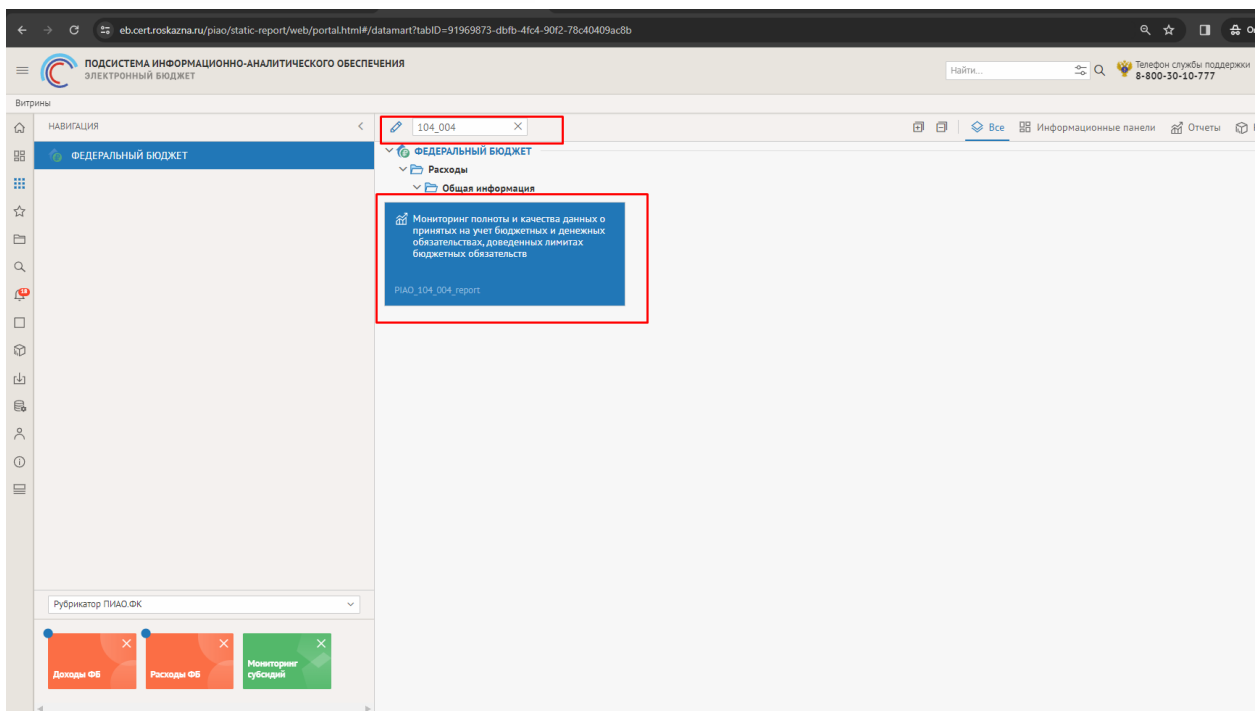 eb.cert.roskazna.ru/piao/static-report/web/portal.html#/datamart?tabID=91969873-dbfb-4fc4-90f2-78c40409ac8b
ПОДСИСТЕМА ИНФОРМАЦИОННО-АНАЛИТИЧЕСКОГО ОБЕСПЕЧЕНИЯ
ЭЛЕКТРОННЫЙ БЮДЖЕТ
Найти...
Телефон службы поддержки
8-800-30-10-777
Витрины
НАВИГАЦИЯ
104_004
Все
Информационные панели
Отчеты
ФЕДЕРАЛЬНЫЙ БЮДЖЕТ
ФЕДЕРАЛЬНЫЙ БЮДЖЕТ
Расходы
Общая информация
Мониторинг полноты и качества данных о
принятых на учет бюджетных и денежных
обязательствах, доведенных лимитах
бюджетных обязательств
PIAO_104_004_report
Рубрикатор ПИАО.ФК
Доходы ФБ
Расходы ФБ
Мониторинг
субсидий